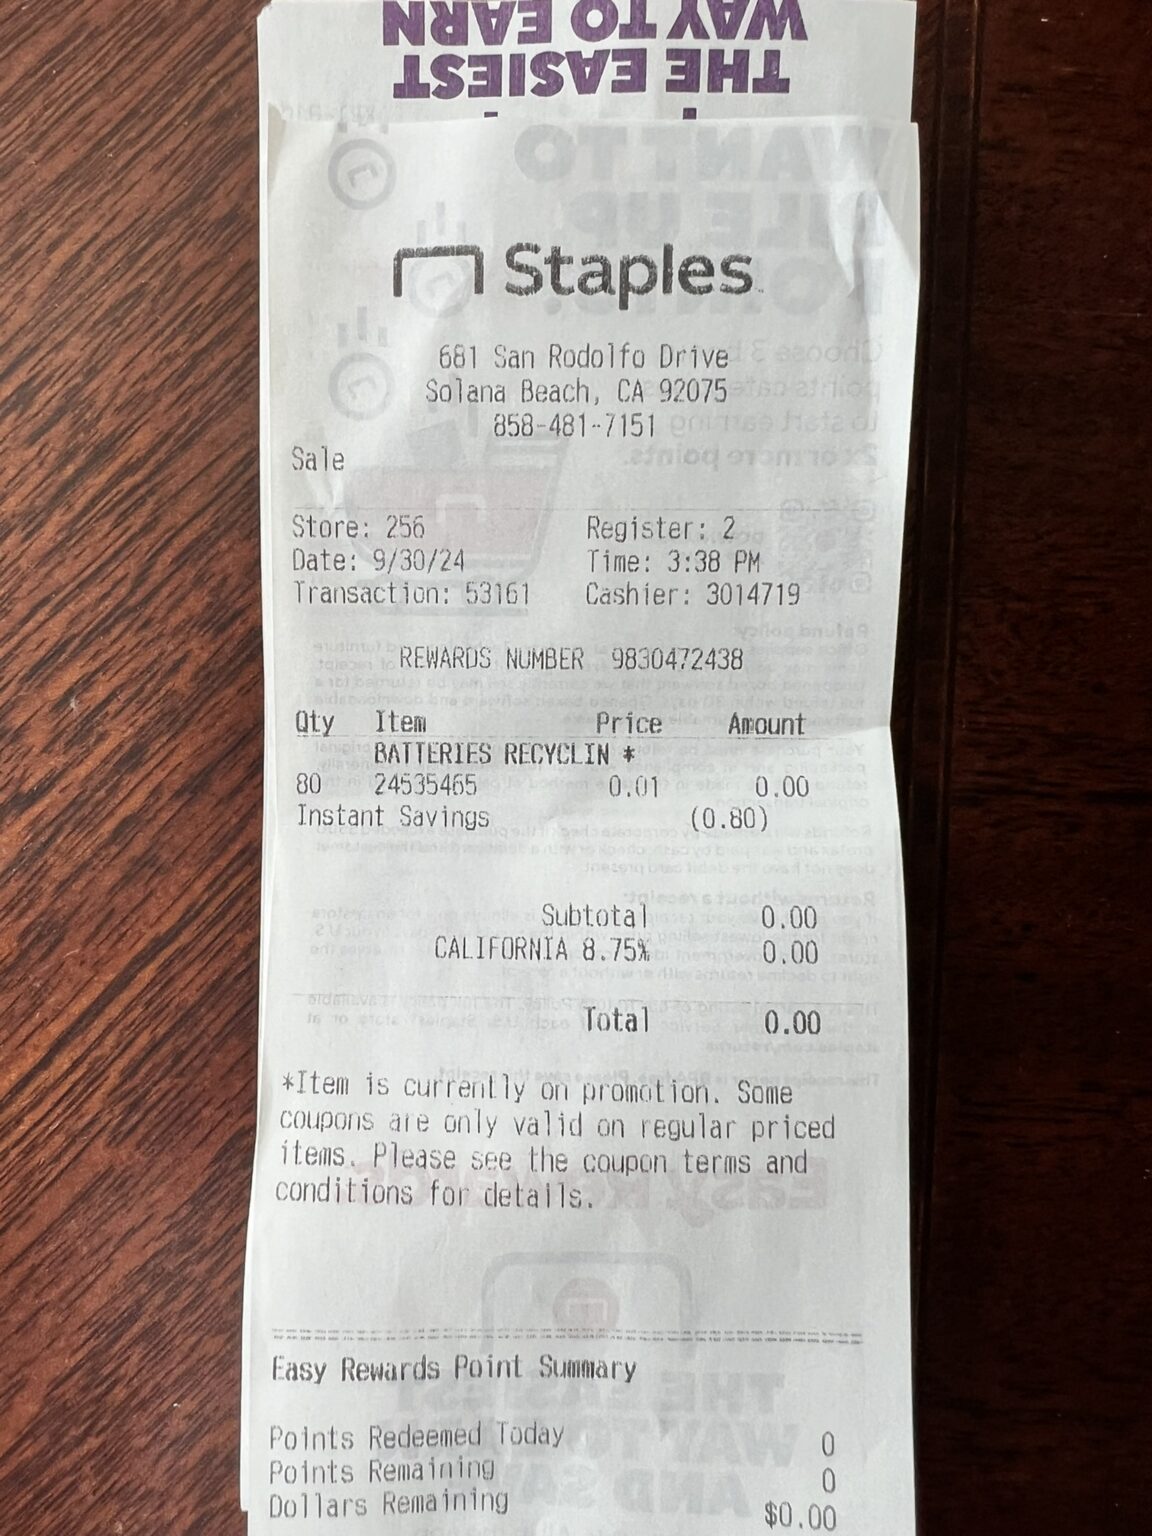 WAY TO EARN
THE EASIEST
Staples
681 San Rodolfo Drive
Solana Beach, CA 92075
858-481-7151
Sale
Store: 256 Register: 2
Date: 9/30/24 Time: 3:38 PM
Transaction: 53161 Cashier: 3014719
REWARDS NUMBER 9830472438
Qty Item Price Amount
BATTERIES RECYCLIN *
80 24535465 0.01 0.00
Instant Savings (0.80)
Subtotal 0.00
CALIFORNIA 8.75% 0.00
Total 0.00
*Item is currently on promotion. Some
coupons are only valid on regular priced
items. Please see the coupon terms and
conditions for details.
Easy Rewards Point Summary
Points Redeemed Today 0
Points Remaining 0
Dollars Remaining $0.00